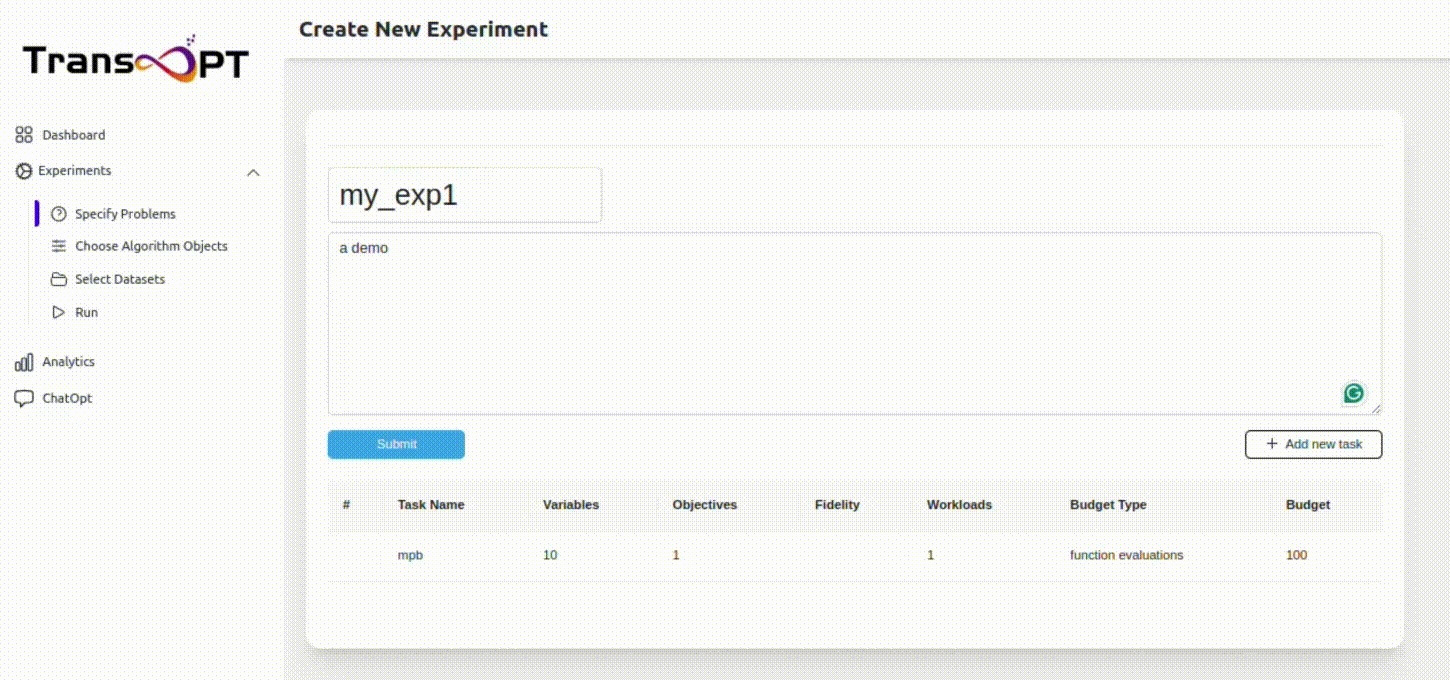 Create New Experiment
TransOPT
Dashboard
Experiments
Specify Problems
Choose Algorithm Objects
Select Datasets
Run
Analytics
ChatOpt
my_exp1
a demo
Submit
+ Add new task
# Task Name Variables Objectives Fidelity Workloads Budget Type Budget
mpb 10 1 1 function evaluations 100